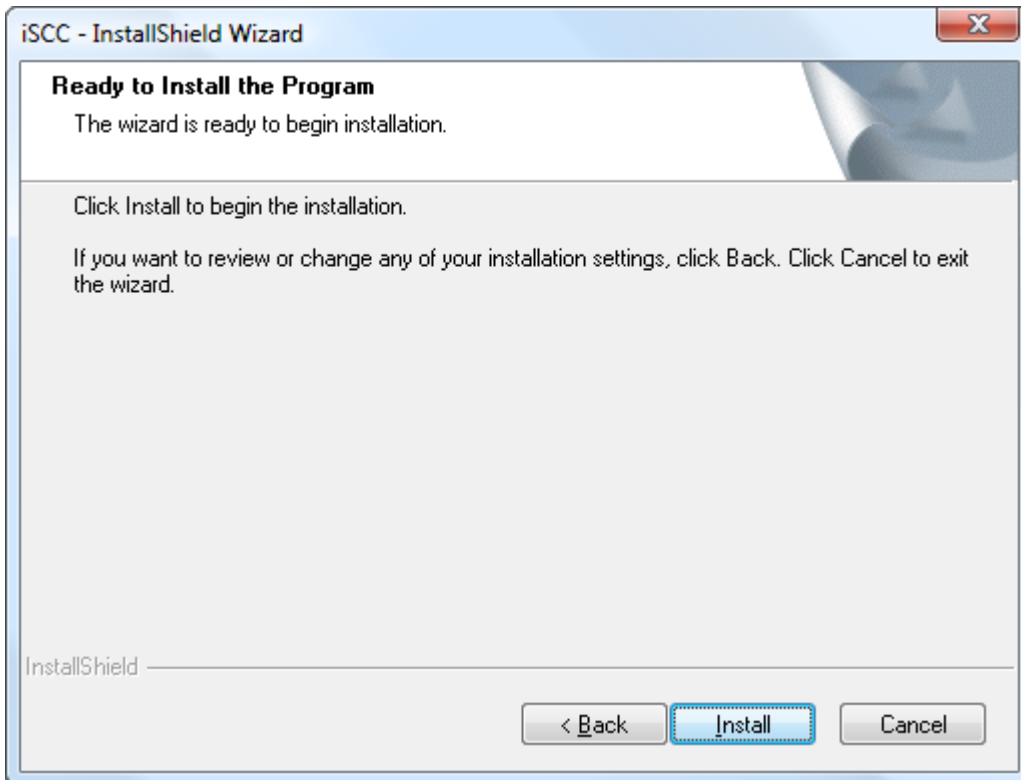 iSCC - InstallShield Wizard
Ready to Install the Program
The wizard is ready to begin installation.
Click Install to begin the installation.
If you want to review or change any of your installation settings, click Back. Click Cancel to exit
the wizard.
InstallShield
< Back
Install
Cancel